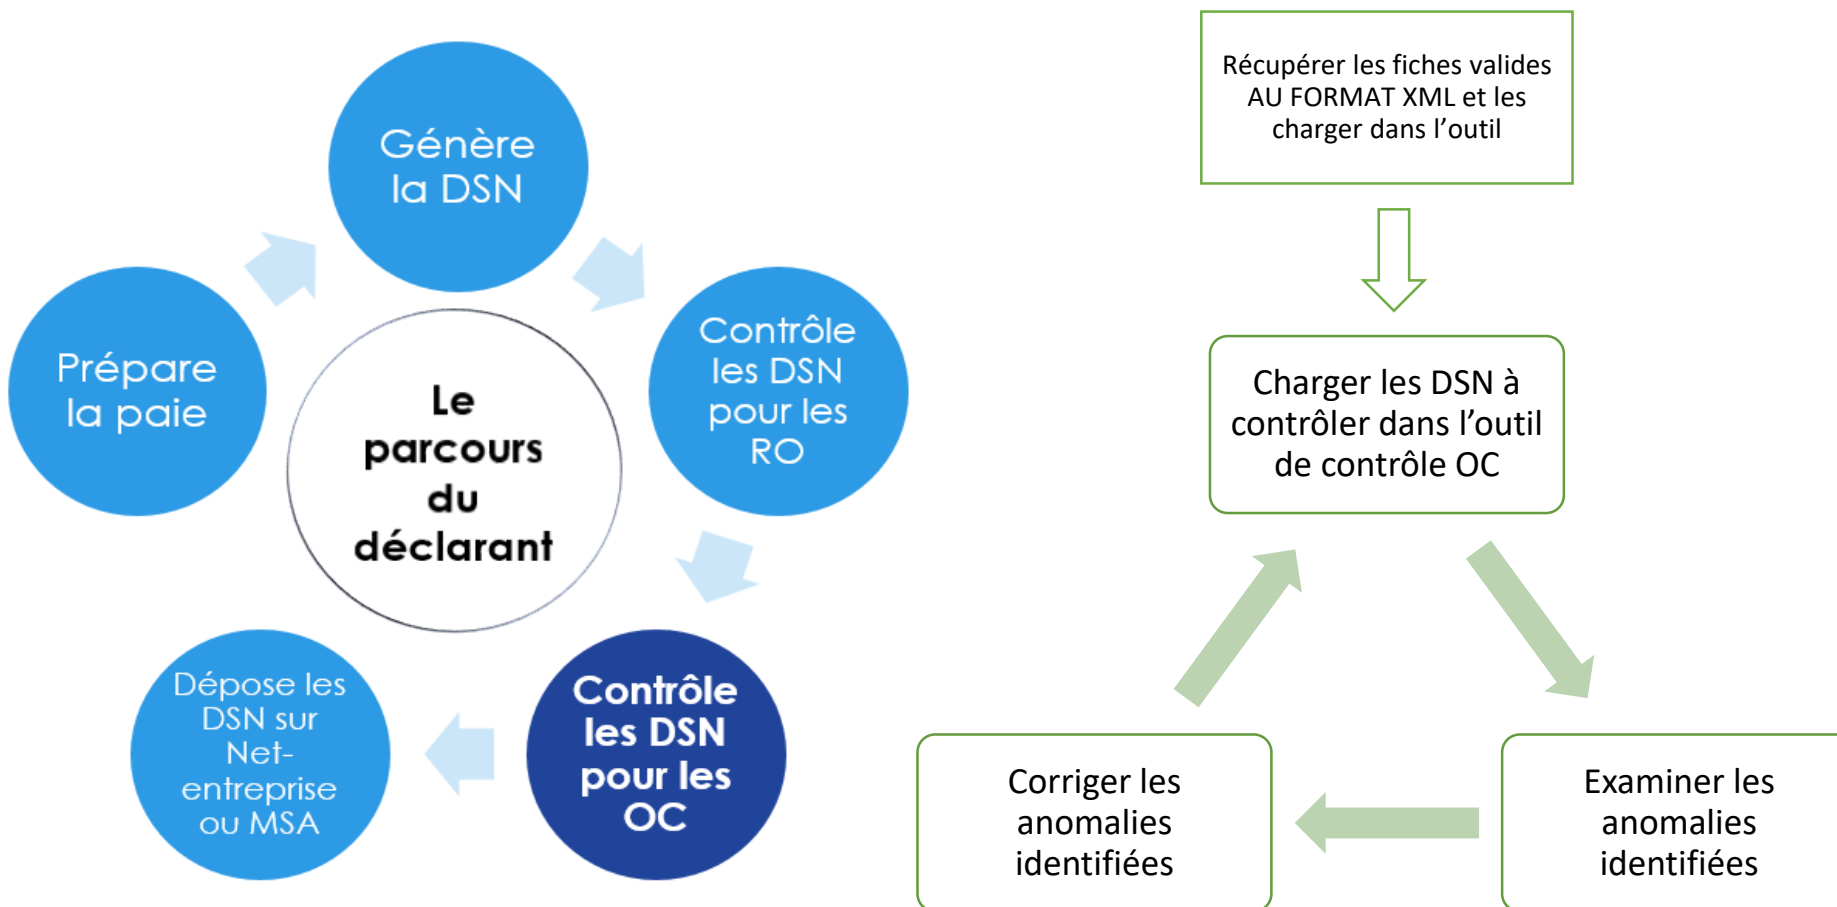 Génère
la DSN
Prépare
la paie
Contrôle
les DSN
pour les
RO
Le
parcours
du
déclarant
Dépose les
DSN sur
Net-
entreprise
ou MSA
Contrôle
les DSN
pour les
OC
Récupérer les fiches valides
AU FORMAT XML et les
charger dans l’outil
Charger les DSN à
contrôler dans l’outil
de contrôle OC
Corriger les
anomalies
identifiées
Examiner les
anomalies
identifiées